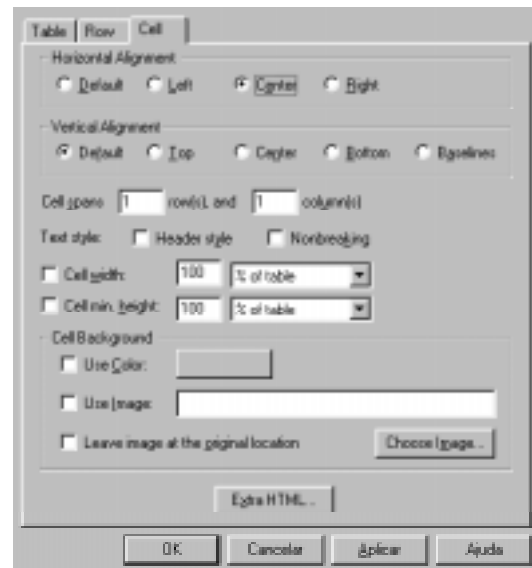 Table Row Cell
Horizontal Alignment
Default Left Center Right
Vertical Alignment
Default Top Center Bottom Baselines
Cell spans 1 row(s), and 1 column(s)
Text style: Header style Nonbreaking
Cell width: 100 % of table
Cell min. height: 100 % of table
Cell Background
Use Color:
Use Image:
Leave image at the original location Choose Image...
Extra HTML...
OK Cancelar Aplicar Ajuda